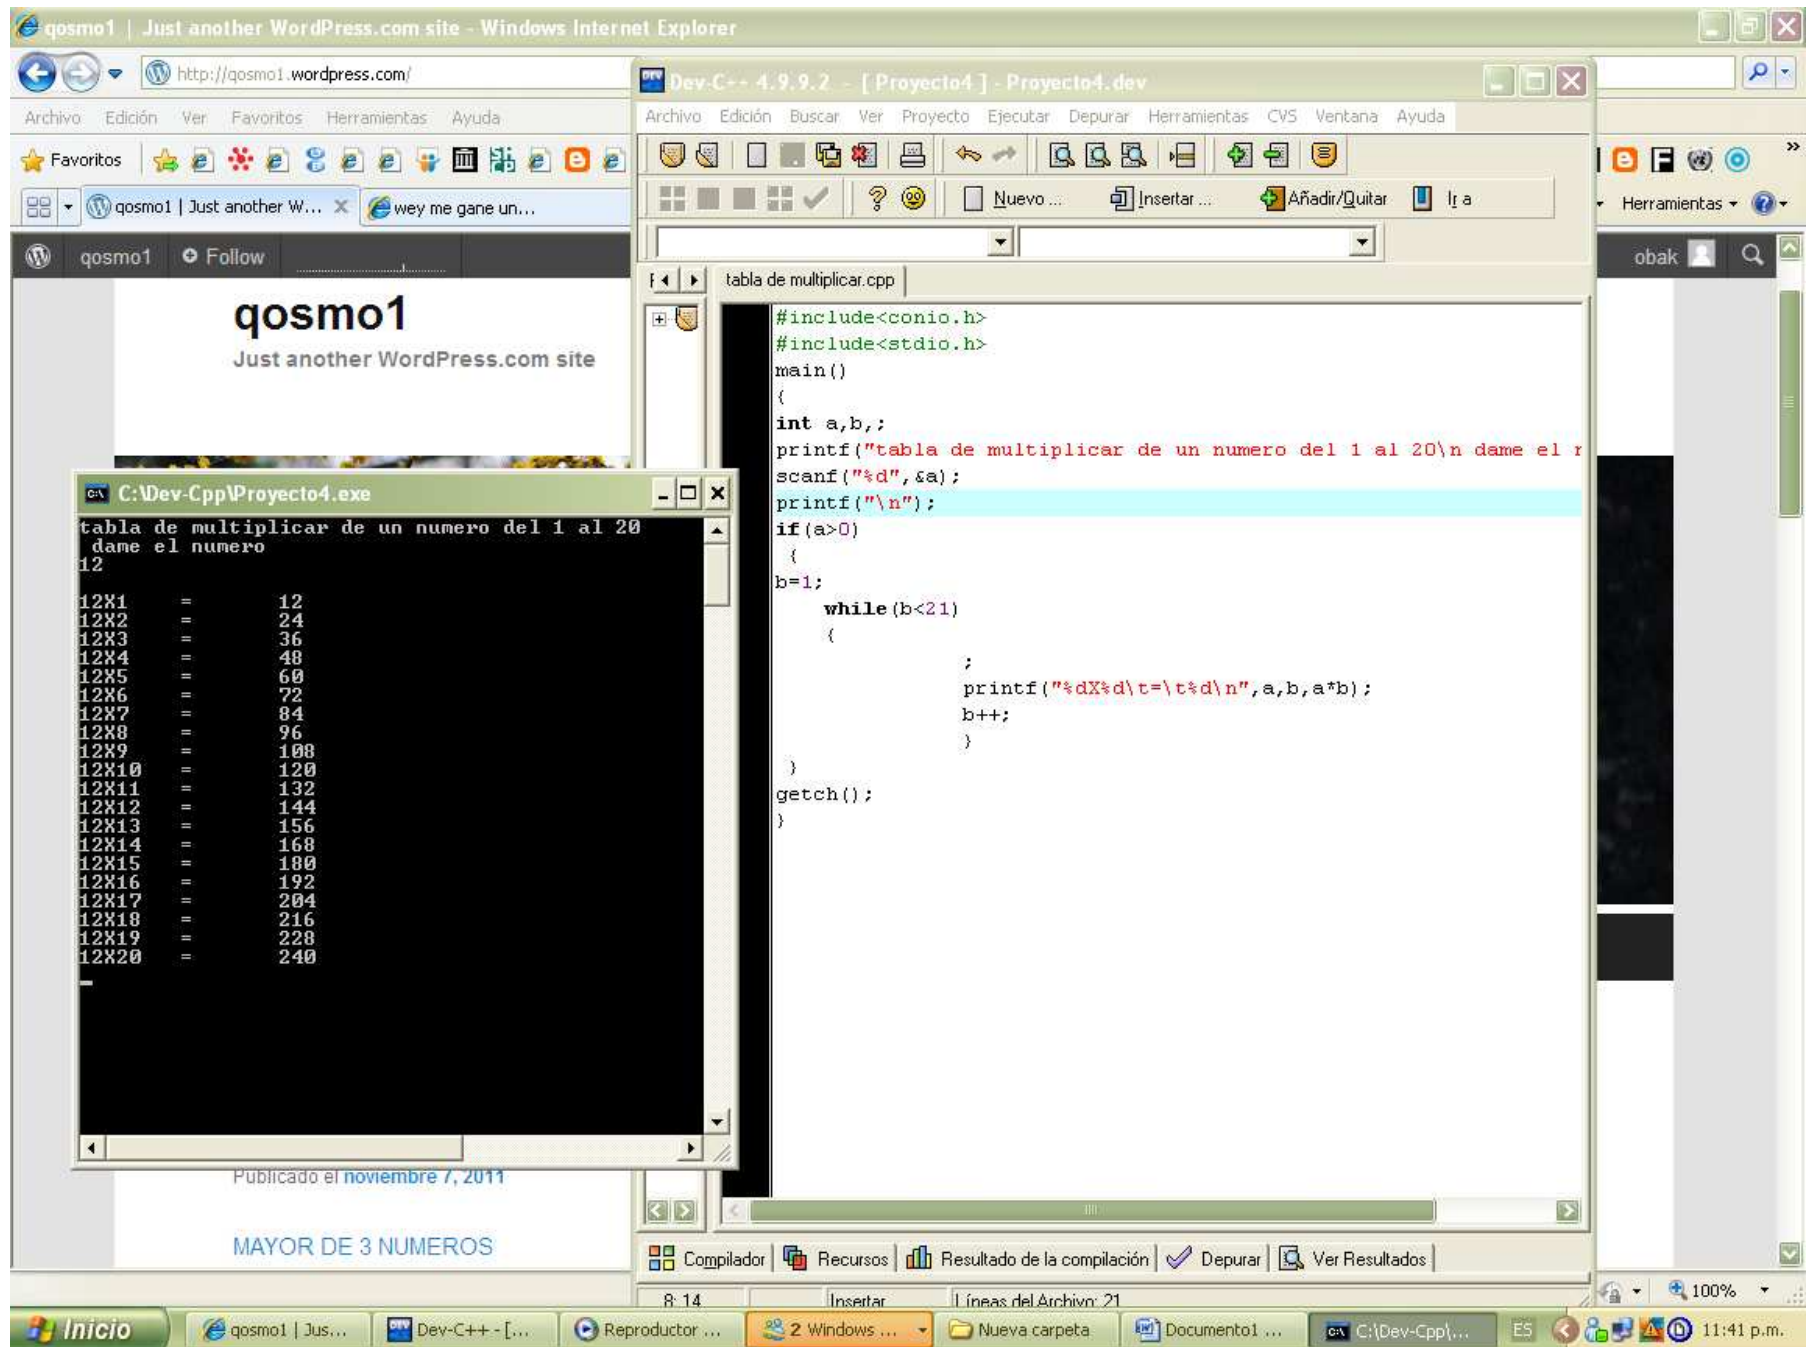 qosmo1 | Just another WordPress.com site - Windows Internet Explorer
http://qosmo1.wordpress.com/
Archivo Edición Ver Favoritos Herramientas Ayuda
Favoritos
qosmo1 | Just another W... wey me gane un...
Herramientas
qosmo1 Follow
obak
qosmo1
Just another WordPress.com site
Dev-C++ 4.9.9.2 - [ Proyecto4 ] - Proyecto4.dev
Archivo Edición Buscar Ver Proyecto Ejecutar Depurar Herramientas CVS Ventana Ayuda
Nuevo ... Insertar ... Añadir/Quitar Ir a
tabla de multiplicar.cpp
#include<conio.h>
#include<stdio.h>
main()
{
int a,b,;
printf("tabla de multiplicar de un numero del 1 al 20\n dame el
scanf("%d",&a);
printf("\n");
if(a>0)
{
b=1;
while(b<21)
{
;
printf("%dX%d\t=\t%d\n",a,b,a*b);
b++;
}
}
getch();
}
C:\Dev-Cpp\Proyecto4.exe
tabla de multiplicar de un numero del 1 al 20
dame el numero
12
12X1 = 12
12X2 = 24
12X3 = 36
12X4 = 48
12X5 = 60
12X6 = 72
12X7 = 84
12X8 = 96
12X9 = 108
12X10 = 120
12X11 = 132
12X12 = 144
12X13 = 156
12X14 = 168
12X15 = 180
12X16 = 192
12X17 = 204
12X18 = 216
12X19 = 228
12X20 = 240
Publicado el noviembre 7, 2011
MAYOR DE 3 NUMEROS
Compilador Recursos Resultado de la compilación Depurar Ver Resultados
8: 14 Insertar Líneas del Archivo: 21
100%
Inicio qosmo1 | Jus... Dev-C++ - [... Reproductor ... 2 Windows ... Nueva carpeta Documento1 ... C:\Dev-Cpp\... ES 11:41 p.m.